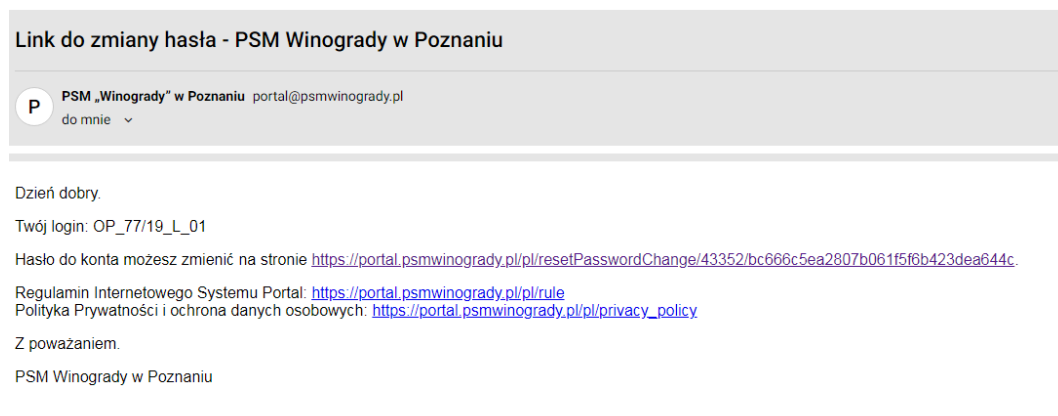 Link do zmiany hasła - PSM Winogrady w Poznaniu
P
PSM „Winogrady” w Poznaniu portal@psmwinogrady.pl
do mnie
Dzień dobry.
Twój login: OP_77/19_L_01
Hasło do konta możesz zmienić na stronie https://portal.psmwinogrady.pl/pl/resetPasswordChange/43352/bc666c5ea2807b061f5f6b423dea644c.
Regulamin Internetowego Systemu Portal: https://portal.psmwinogrady.pl/pl/rule
Polityka Prywatności i ochrona danych osobowych: https://portal.psmwinogrady.pl/pl/privacy_policy
Z poważaniem.
PSM Winogrady w Poznaniu